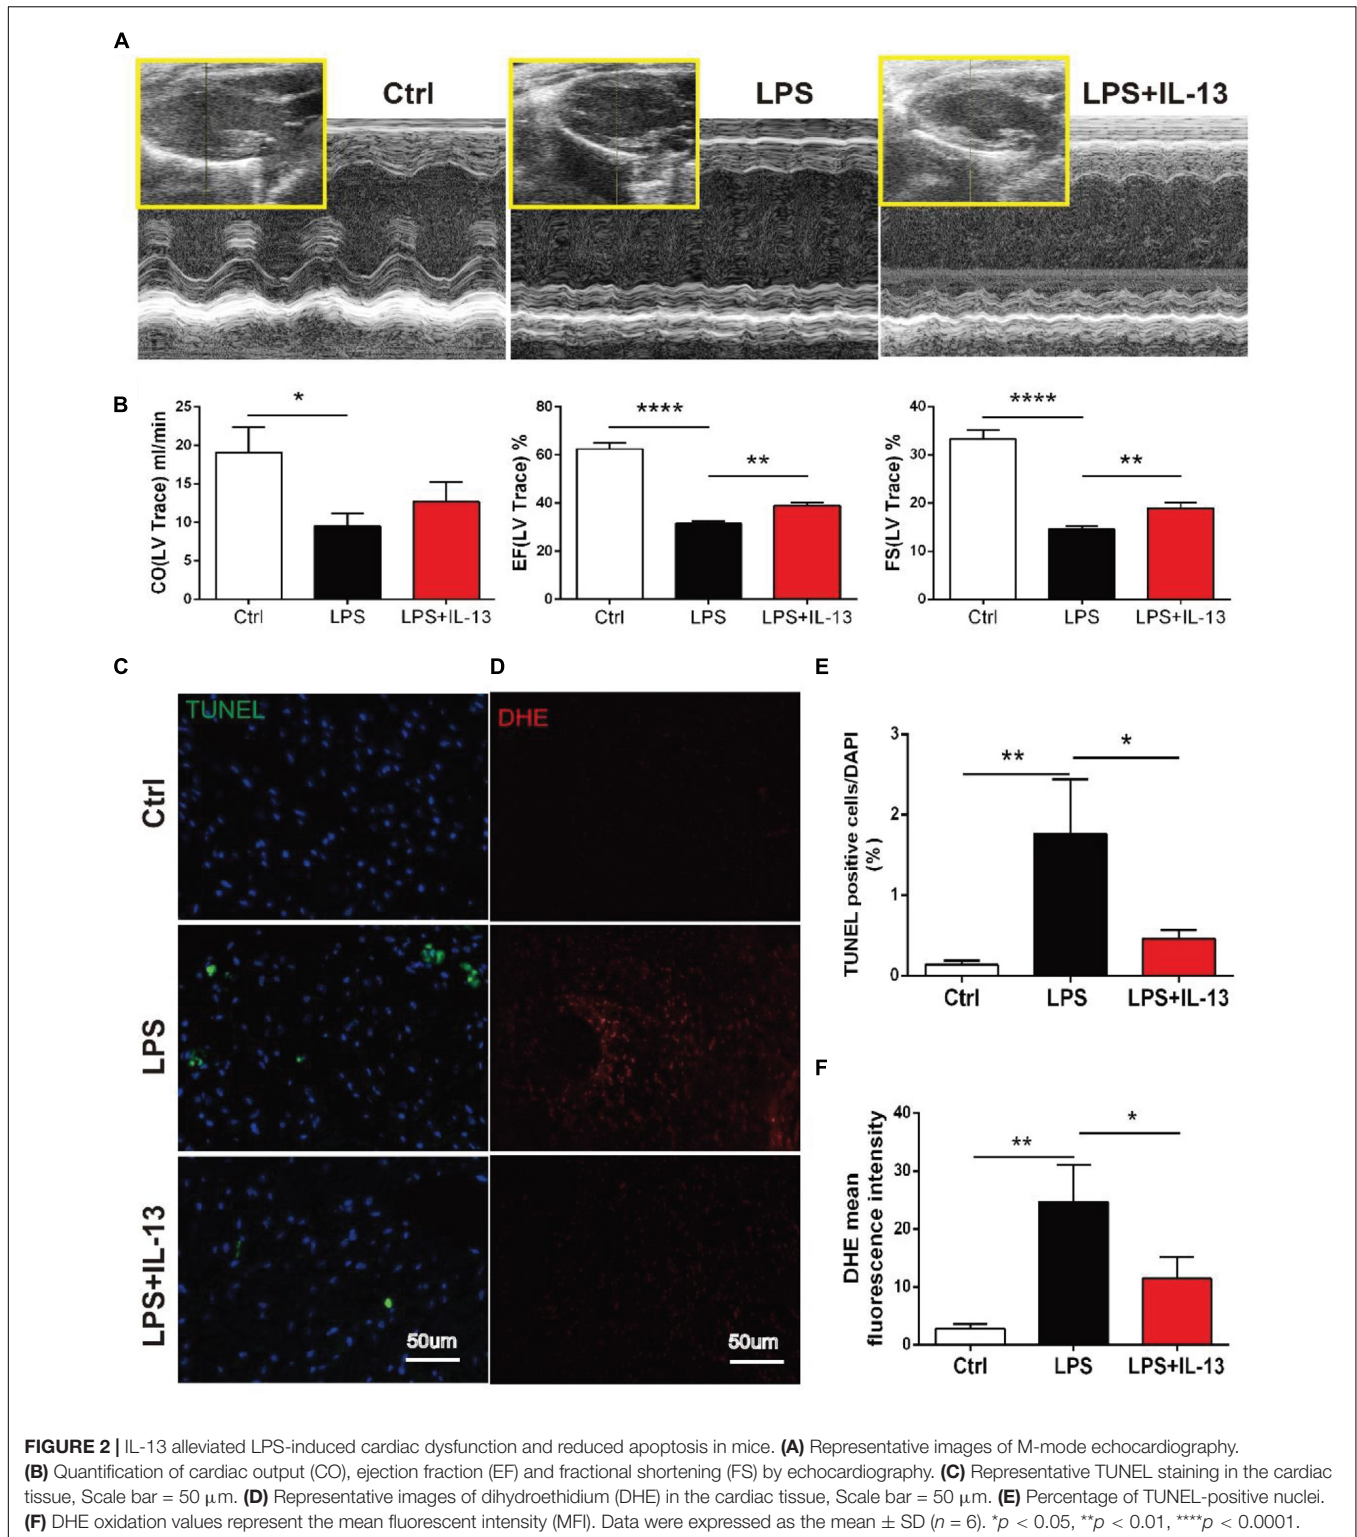 A
Ctrl
LPS
LPS+IL-13
B
CO(LV Trace) ml/min
25
20
15
10
5
0
*
Ctrl
LPS
LPS+IL-13
EF(LV Trace) %
80
60
40
20
0
****
**
Ctrl
LPS
LPS+IL-13
FS(LV Trace) %
40
30
20
10
0
****
**
Ctrl
LPS
LPS+IL-13
C
TUNEL
Ctrl
LPS
LPS+IL-13
50um
D
DHE
50um
E
TUNEL positive cells/DAPI
(%)
3
2
1
0
**
*
Ctrl
LPS
LPS+IL-13
F
DHE mean
fluorescence intensity
40
30
20
10
0
**
*
Ctrl
LPS
LPS+IL-13
FIGURE 2 | IL-13 alleviated LPS-induced cardiac dysfunction and reduced apoptosis in mice. (A) Representative images of M-mode echocardiography.
(B) Quantification of cardiac output (CO), ejection fraction (EF) and fractional shortening (FS) by echocardiography. (C) Representative TUNEL staining in the cardiac
tissue, Scale bar = 50 μm. (D) Representative images of dihydroethidium (DHE) in the cardiac tissue, Scale bar = 50 μm. (E) Percentage of TUNEL-positive nuclei.
(F) DHE oxidation values represent the mean fluorescent intensity (MFI). Data were expressed as the mean ± SD (n = 6). *p < 0.05, **p < 0.01, ****p < 0.0001.